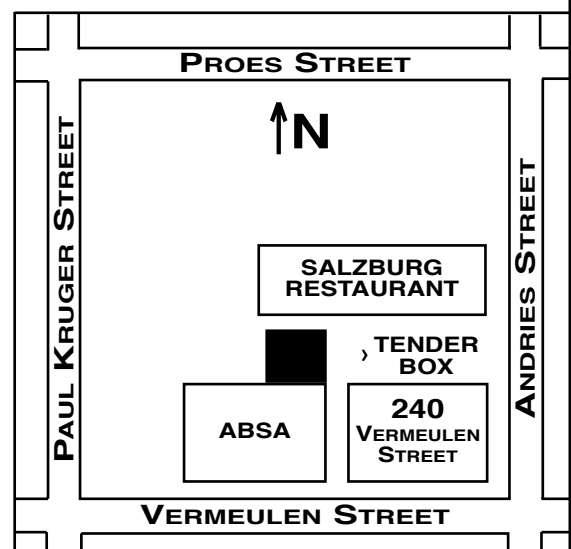 PROES STREET
N
PAUL KRUGER STREET
ANDRIES STREET
SALZBURG
RESTAURANT
› TENDER
BOX
ABSA
240
VERMEULEN
STREET
VERMEULEN STREET